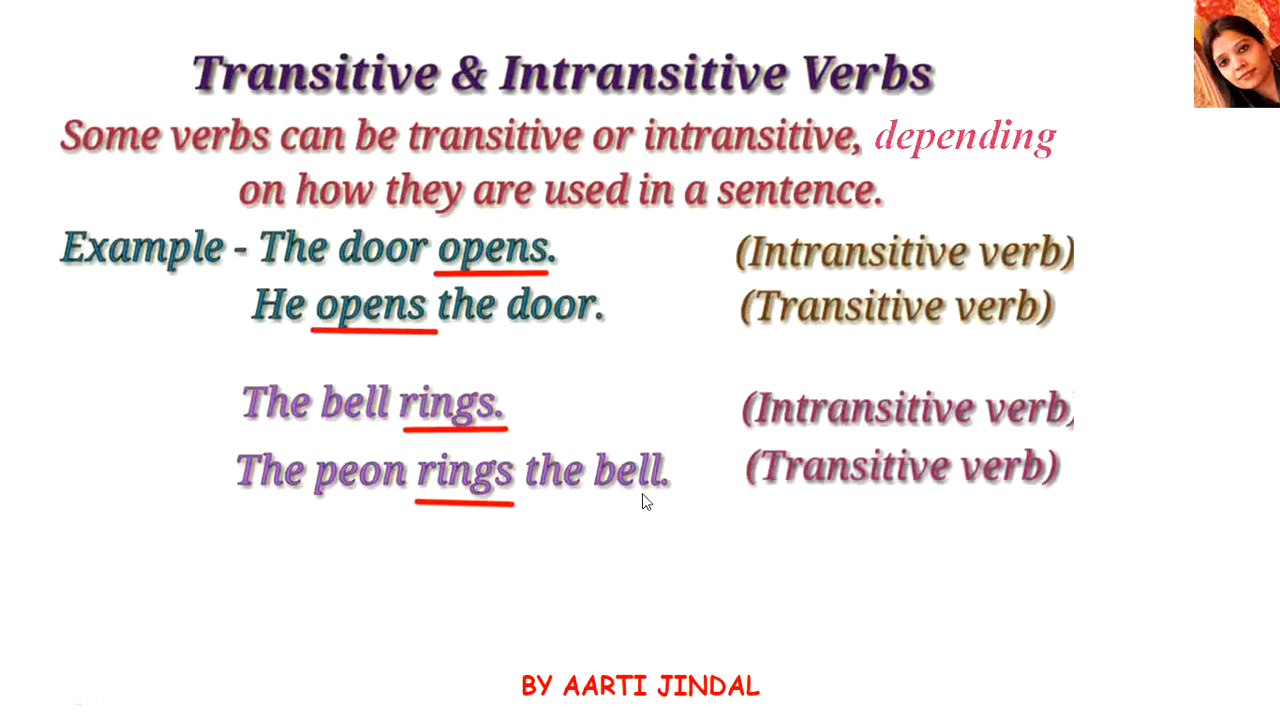 Transitive & Intransitive Verbs
Some verbs can be transitive or intransitive, depending
on how they are used in a sentence.
Example - The door opens. (Intransitive verb)
He opens the door. (Transitive verb)
The bell rings. (Intransitive verb)
The peon rings the bell. (Transitive verb)
BY AARTI JINDAL